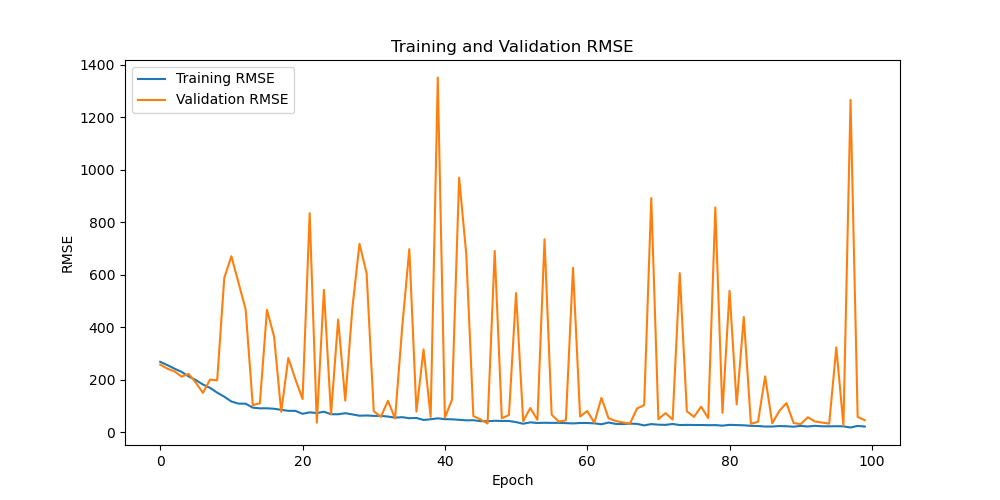 Training and Validation RMSE
Training RMSE
Validation RMSE
1400
1200
1000
800
600
400
200
0
RMSE
0 20 40 60 80 100
Epoch